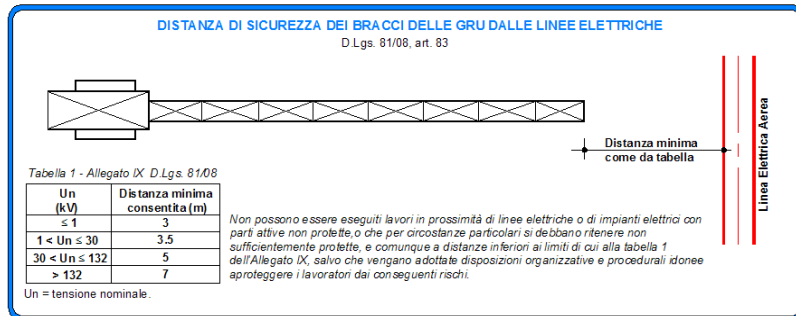 DISTANZA DI SICUREZZA DEI BRACCI DELLE GRU DALLE LINEE ELETTRICHE
D.Lgs. 81/08, art. 83
Distanza minima
come da tabella
Linea Elettrica Aerea
Tabella 1 - Allegato IX D.Lgs. 81/08
Un Distanza minima
(kV) consentita (m)
≤ 1 3
1 < Un ≤ 30 3.5
30 < Un ≤ 132 5
> 132 7
Un = tensione nominale.
Non possono essere eseguiti lavori in prossimità di linee elettriche o di impianti elettrici con
parti attive non protette,o che per circostanze particolari si debbano ritenere non
sufficientemente protette, e comunque a distanze inferiori ai limiti di cui alla tabella 1
dell'Allegato IX, salvo che vengano adottate disposizioni organizzative e procedurali idonee
aproteggere i lavoratori dai conseguenti rischi.